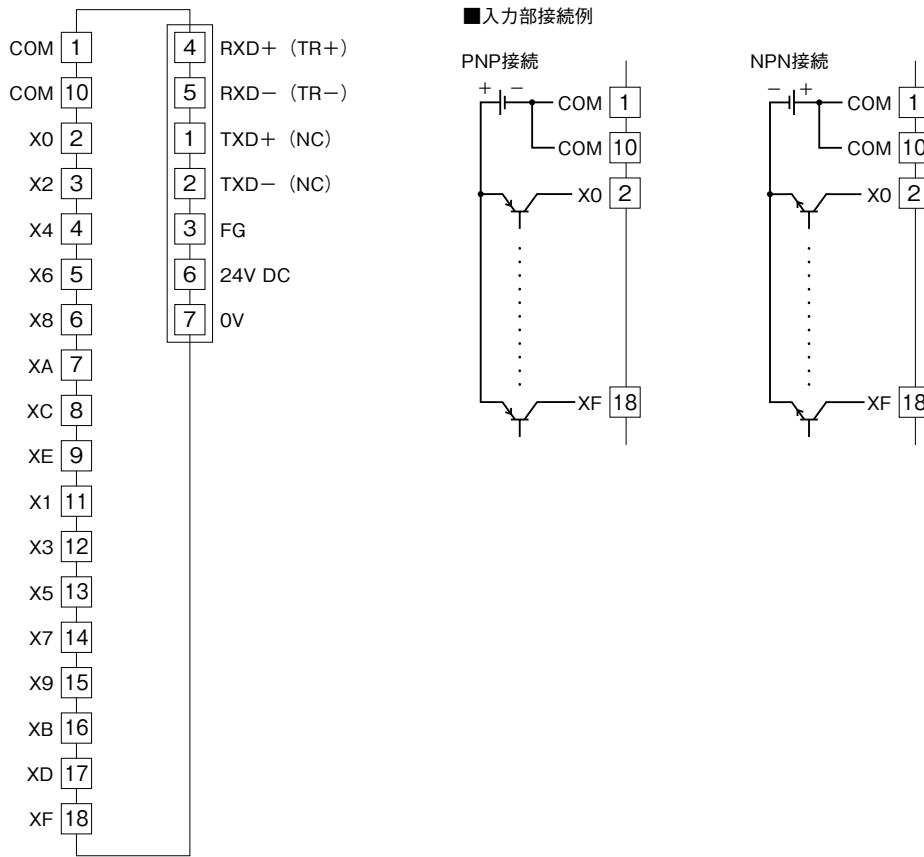 COM 1
COM 10
X0 2
X2 3
X4 4
X6 5
X8 6
XA 7
XC 8
XE 9
X1 11
X3 12
X5 13
X7 14
X9 15
XB 16
XD 17
XF 18
4 RXD+（TR+）
5 RXD－（TR－）
1 TXD+（NC）
2 TXD－（NC）
3 FG
6 24V DC
7 0V
■入力部接続例
PNP接続
+ －
COM 1
COM 10
X0 2
XF 18
NPN接続
－ +
COM 1
COM 10
X0 2
XF 18